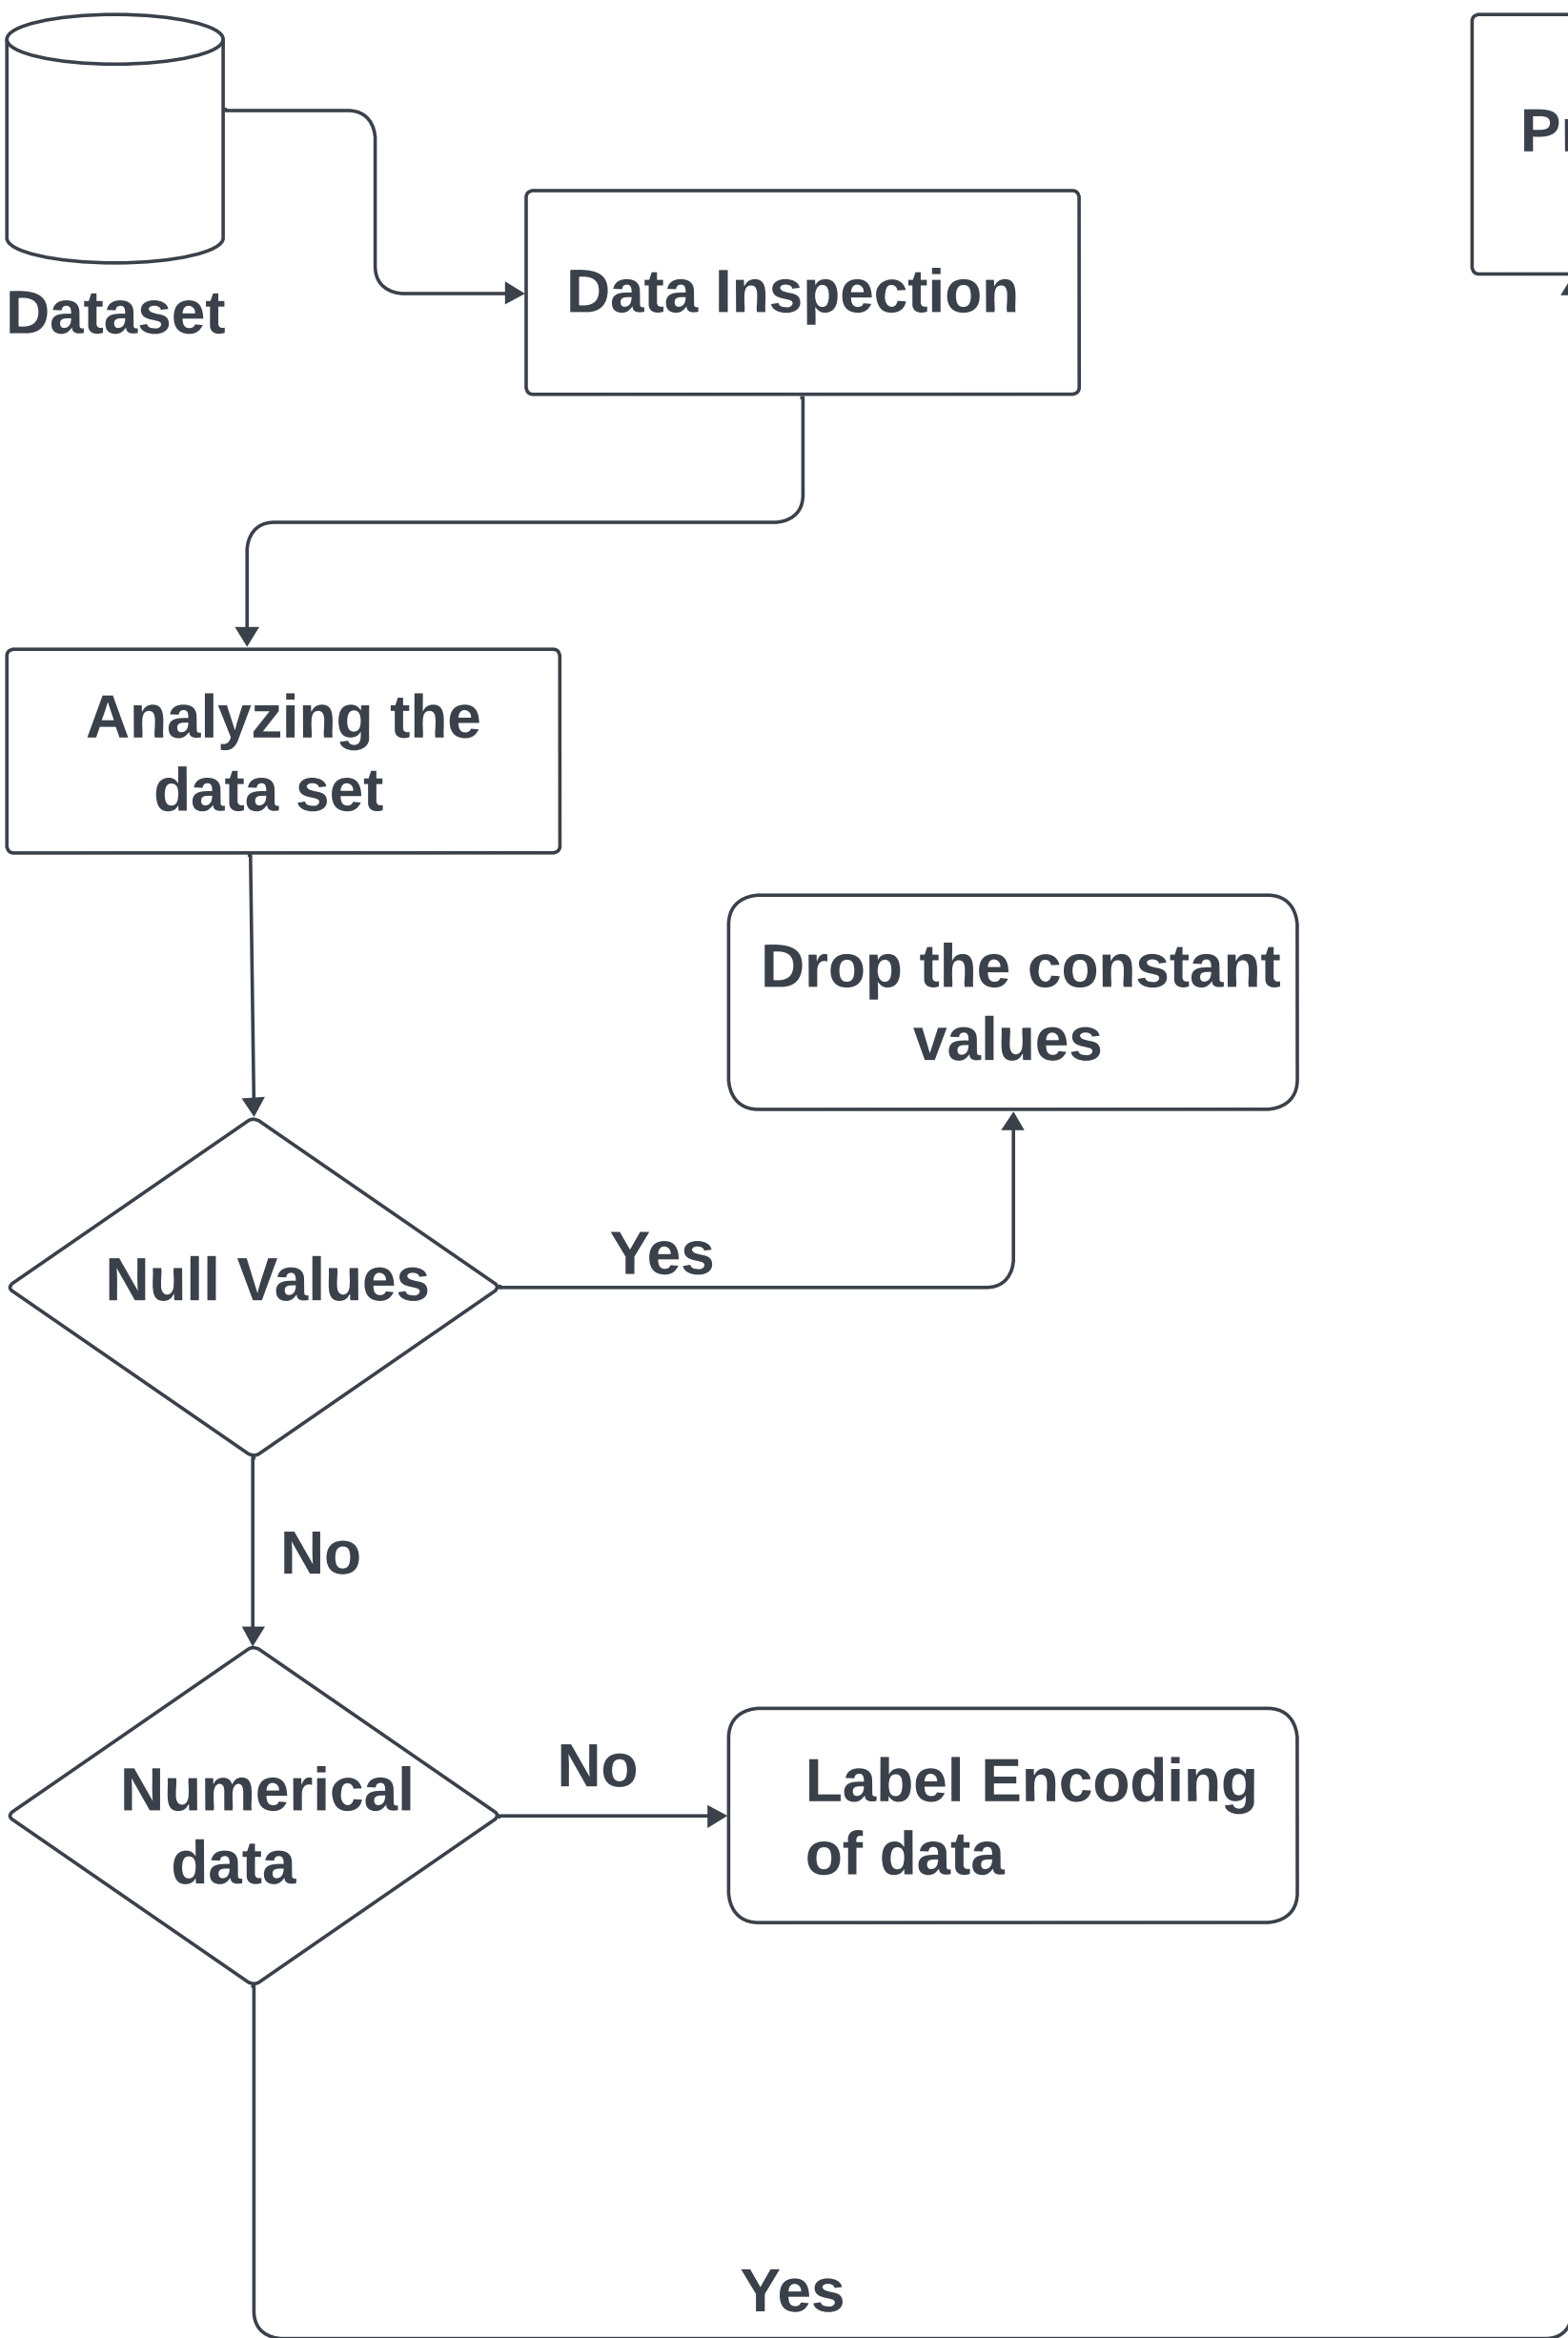 Dataset
Data Inspection
Analyzing the
data set
Drop the constant
values
Null Values
Yes
No
Numerical
data
No
Label Encoding
of data
Yes